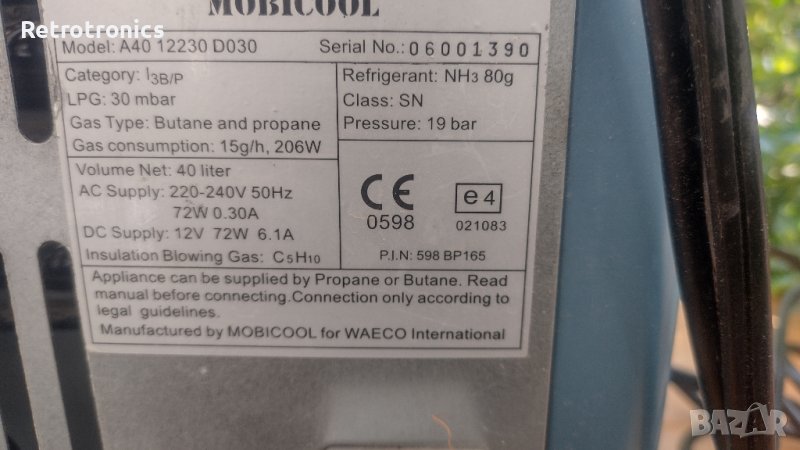 Retrotronics
MOBICOOL
Model: A40 12230 D030 Serial No.: 06001390
Category: I3B/P
LPG: 30 mbar
Gas Type: Butane and propane
Gas consumption: 15g/h, 206W
Refrigerant: NH3 80g
Class: SN
Pressure: 19 bar
Volume Net: 40 liter
AC Supply: 220-240V 50Hz
72W 0.30A
DC Supply: 12V 72W 6.1A
Insulation Blowing Gas: C5H10
CE
0598
e4
021083
P.I.N: 598 BP165
Appliance can be supplied by Propane or Butane. Read
manual before connecting.Connection only according to
legal guidelines.
Manufactured by MOBICOOL for WAECO International
BAZAR